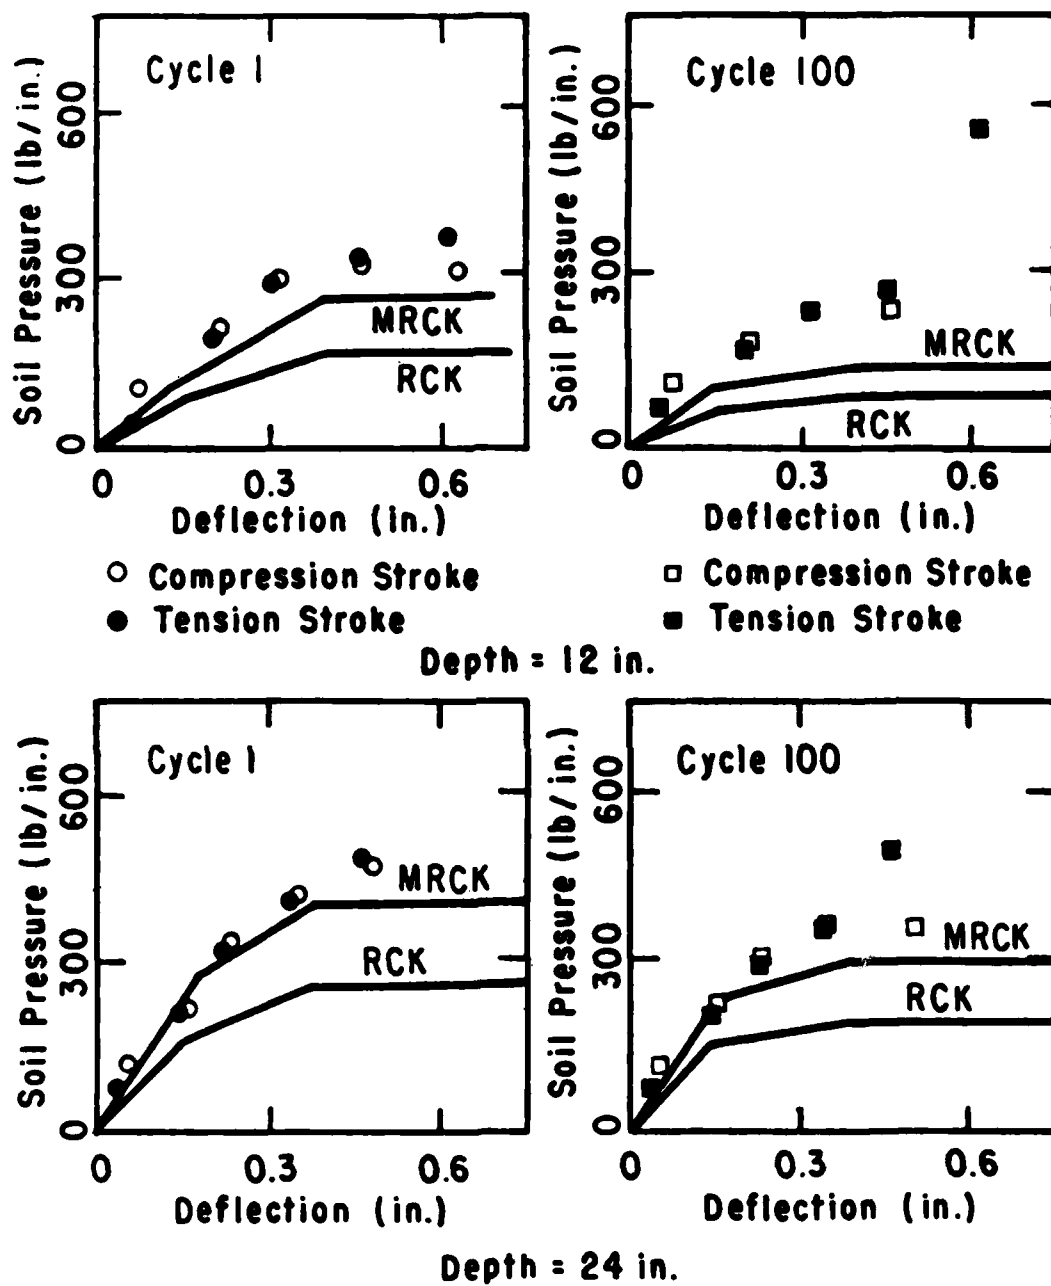 Cycle 1
Soil Pressure (lb/in.)
600
300
0
MRCK
RCK
0 0.3 0.6
Deflection (in.)
Cycle 100
Soil Pressure (lb/in.)
600
300
0
MRCK
RCK
0 0.3 0.6
Deflection (in.)
Compression Stroke
Tension Stroke
Compression Stroke
Tension Stroke
Depth = 12 in.
Cycle 1
Soil Pressure (lb/in.)
600
300
0
MRCK
RCK
0 0.3 0.6
Deflection (in.)
Cycle 100
Soil Pressure (lb/in.)
600
300
0
MRCK
RCK
0 0.3 0.6
Deflection (in.)
Depth = 24 in.